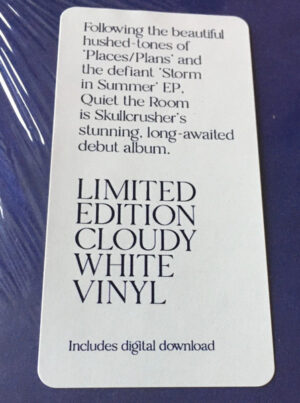 Following the beautiful
hushed-tones of
'Places/Plans' and
the defiant 'Storm
in Summer' EP,
Quiet the Room
is Skullcrusher's
stunning, long-awaited
debut album.
LIMITED
EDITION
CLOUDY
WHITE
VINYL
Includes digital download